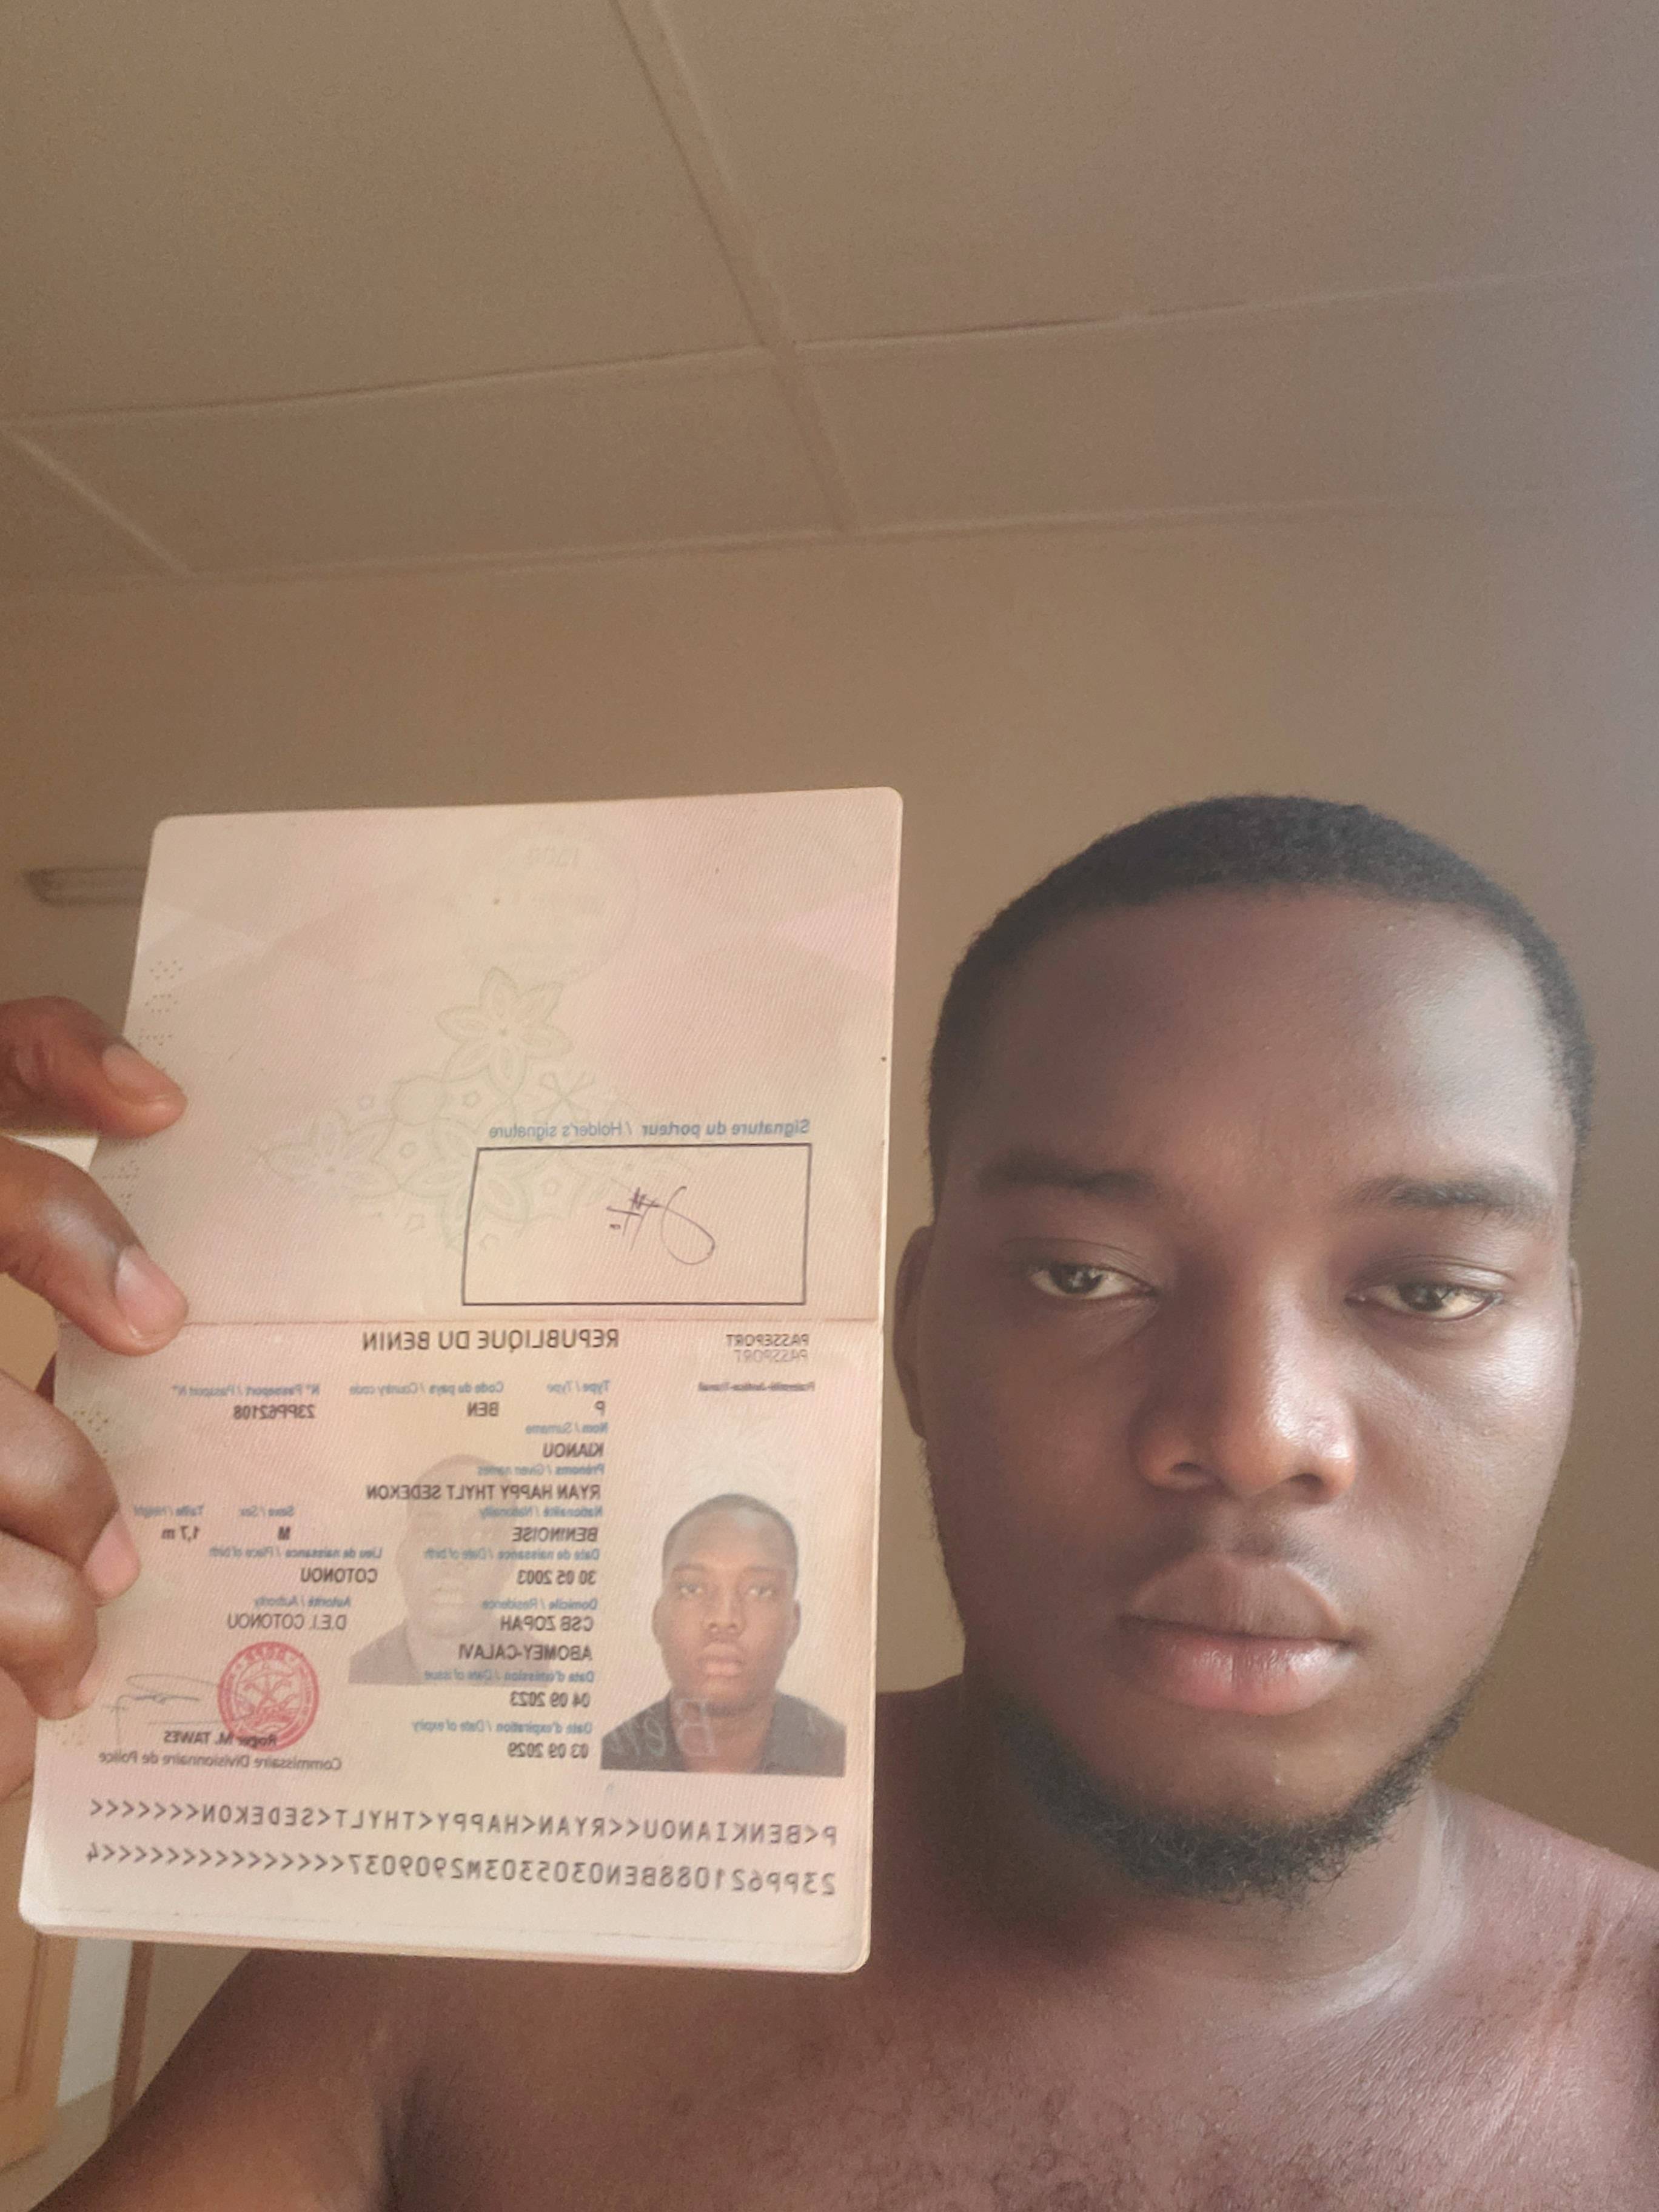 Signature du porteur / Holder's signature
PASSEPORT
PASSPORT
REPUBLIQUE DU BENIN
Fraternité-Justice-Travail
Type / Type Code du pays / Country code N° Passeport / Passport N°
P BEN 23PP62108
Nom / Surname
KIANOU
Prénoms / Given names
RYAN HAPPY THYLT SEDEKON
Nationalité / Nationality Sexe / Sex Taille / Height
BENINOISE M 1,7 m
Date de naissance / Date of birth Lieu de naissance / Place of birth
30 05 2003 COTONOU
Domicile / Residence Autorité / Authority
CSB ZOPAH D.E.I. COTONOU
ABOMEY-CALAVI
Date d'émission / Date of issue
04 09 2023
Date d'expiration / Date of expiry
03 09 2029
Roger M. TAWES
Commissaire Divisionnaire de Police
P<BENKIANOU<<RYAN<HAPPY<THYLT<SEDEKON<<<<<<<
23PP621088BEN0305303M2909037<<<<<<<<<<<<<<<4